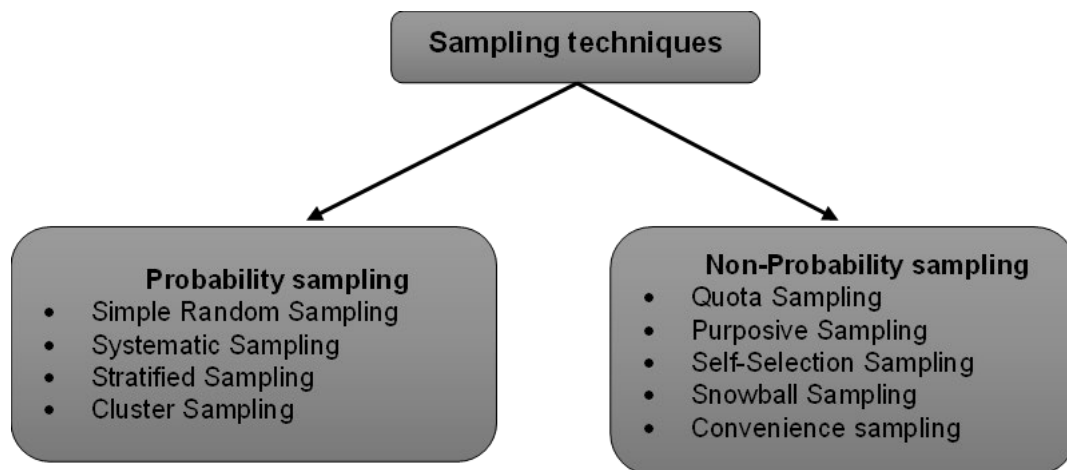 Sampling techniques
Probability sampling
• Simple Random Sampling
• Systematic Sampling
• Stratified Sampling
• Cluster Sampling
Non-Probability sampling
• Quota Sampling
• Purposive Sampling
• Self-Selection Sampling
• Snowball Sampling
• Convenience sampling